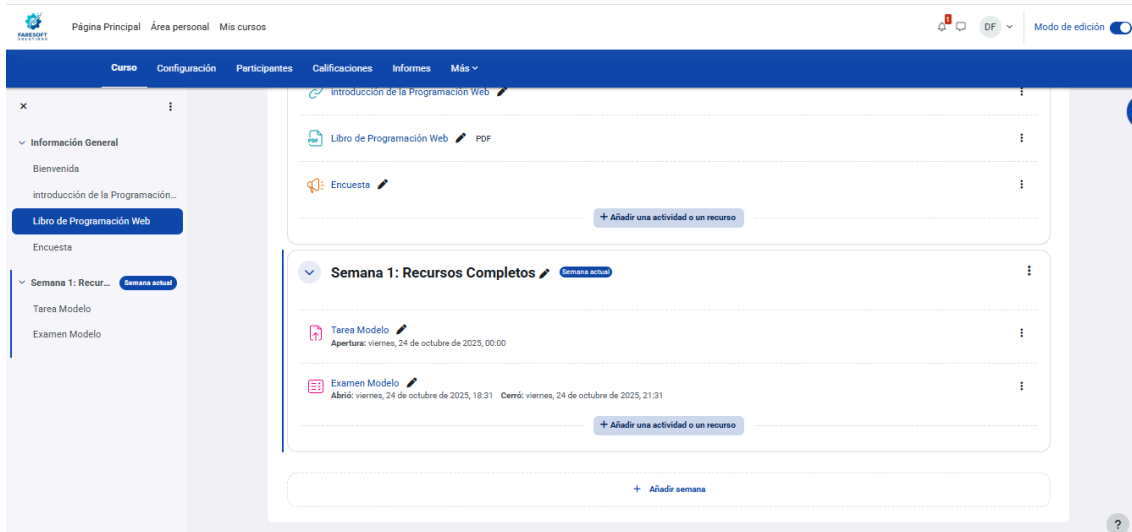 FARESOFT
SOLUTIONS
Página Principal Área personal Mis cursos
1
DF
Modo de edición
Curso Configuración Participantes Calificaciones Informes Más
Información General
Bienvenida
introducción de la Programación...
Libro de Programación Web
Encuesta
Semana 1: Recur... Semana actual
Tarea Modelo
Examen Modelo
introducción de la Programación Web
PDF
Libro de Programación Web PDF
Encuesta
+ Añadir una actividad o un recurso
Semana 1: Recursos Completos Semana actual
Tarea Modelo
Apertura: viernes, 24 de octubre de 2025, 00:00
Examen Modelo
Abrió: viernes, 24 de octubre de 2025, 18:31 Cerró: viernes, 24 de octubre de 2025, 21:31
+ Añadir una actividad o un recurso
+ Añadir semana
?